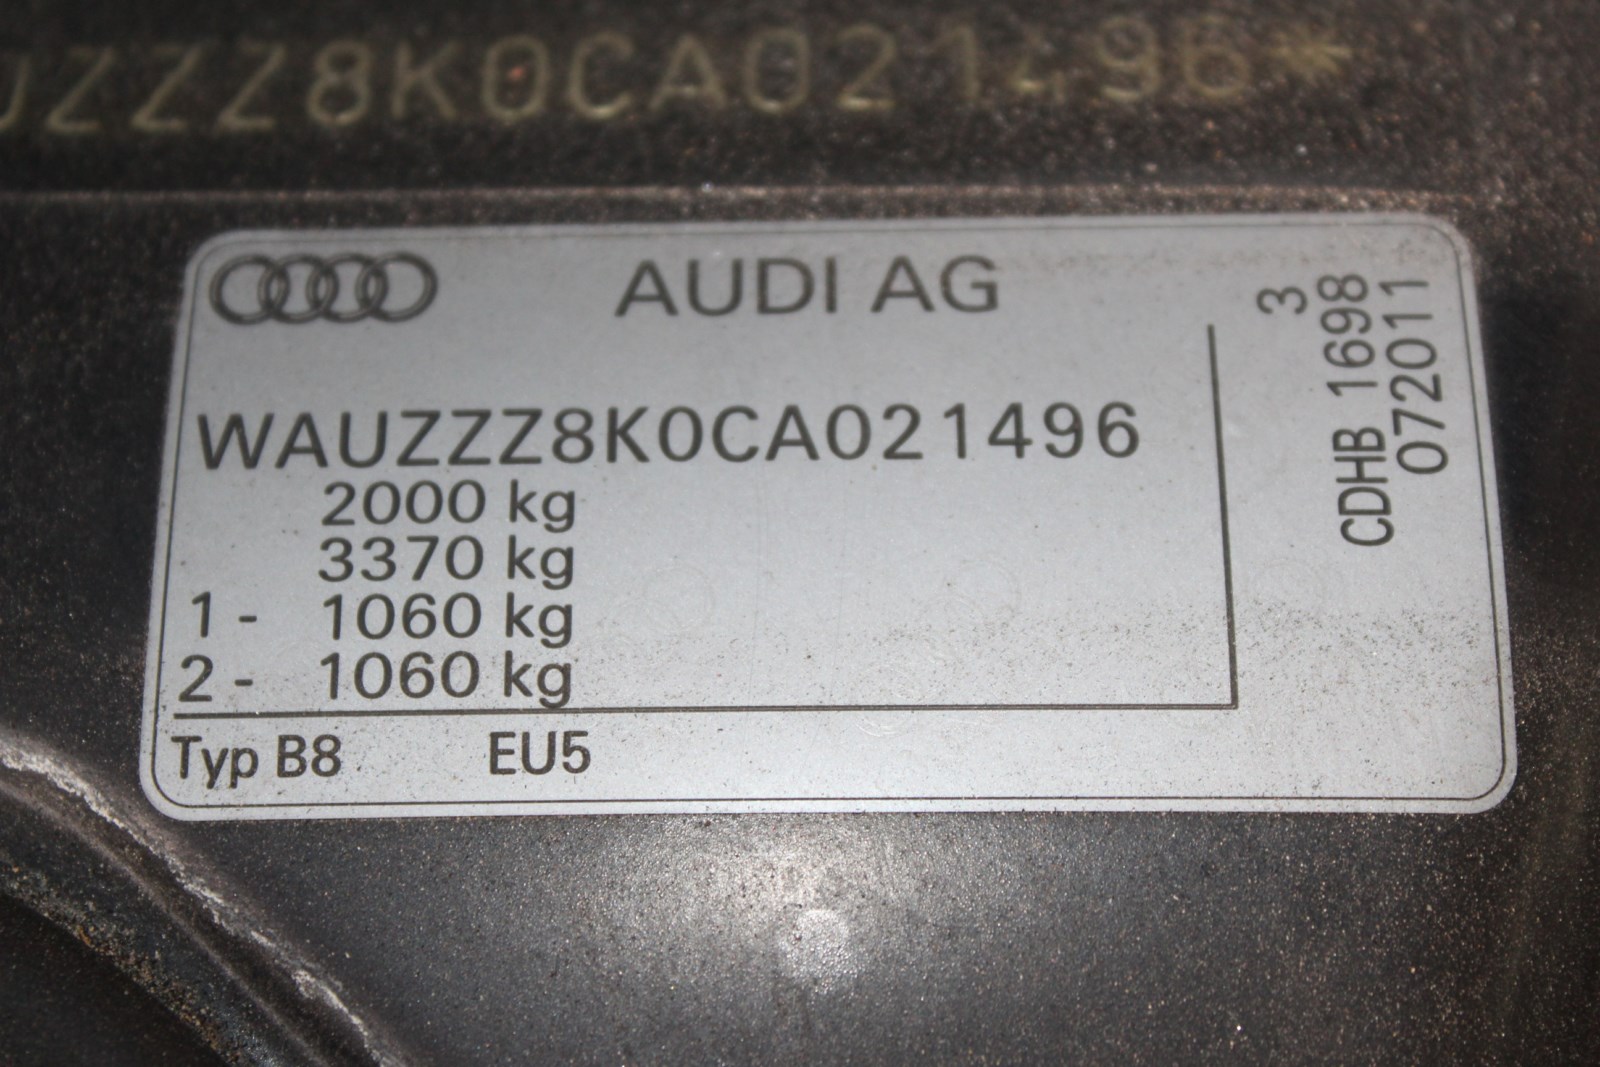 UZZZ8K0CA021496*
AUDI AG
WAUZZZ8K0CA021496
2000 kg
3370 kg
1- 1060 kg
2- 1060 kg
Typ B8 EU5
3
CDHB 1698
072011